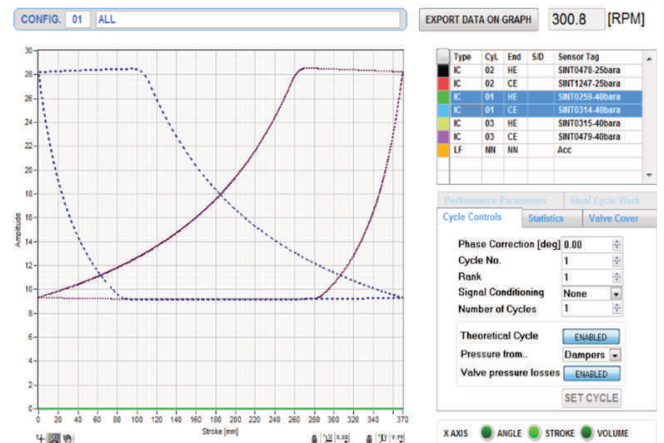 CONFIG. 01 ALL
EXPORT DATA ON GRAPH 300.8 [RPM]
Type Cyl. End S/D Sensor Tag
IC 02 HE SINT0478-25bara
IC 02 CE SINT1247-25bara
IC 01 HE SINT0259-40bara
IC 01 CE SINT0314-40bara
IC 03 HE SINT0315-40bara
IC 03 CE SINT0479-40bara
LF NN NN Acc
Performance Parameters Ideal Cycle Work
Cycle Controls Statistics Valve Cover
Phase Correction [deg] 0.00
Cycle No. 1
Rank 1
Signal Conditioning None
Number of Cycles 1
Theoretical Cycle ENABLED
Pressure from.. Dampers
Valve pressure losses ENABLED
SET CYCLE
X AXIS ANGLE STROKE VOLUME
30
28
26
24
22
20
18
16
14
12
10
8
6
4
2
0
Amplitude
0 20 40 60 80 100 120 140 160 180 200 220 240 260 280 300 320 340 370
Stroke [mm]